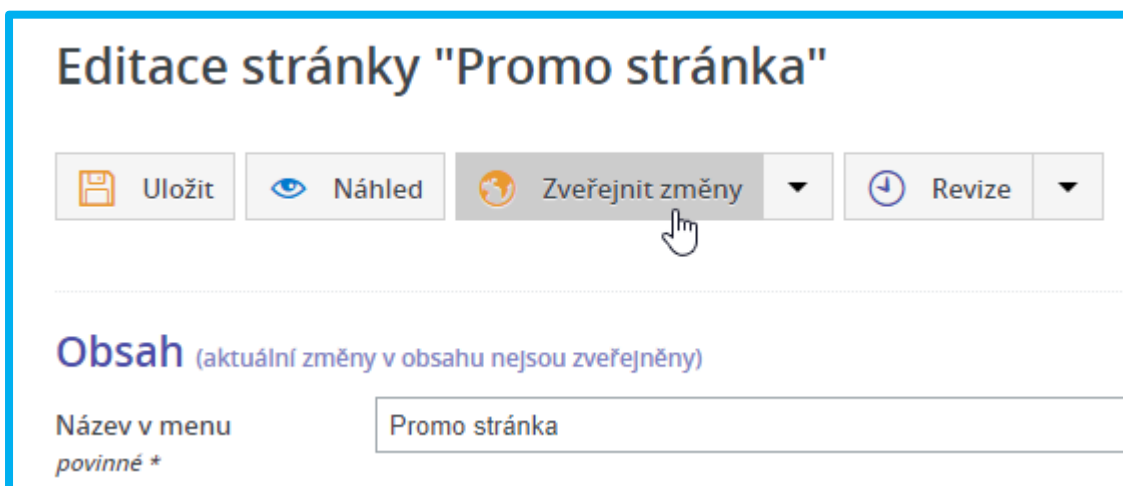 Editace stránky "Promo stránka"
Uložit Náhled Zveřejnit změny Revize
Obsah (aktuální změny v obsahu nejsou zveřejněny)
Název v menu Promo stránka
povinné *